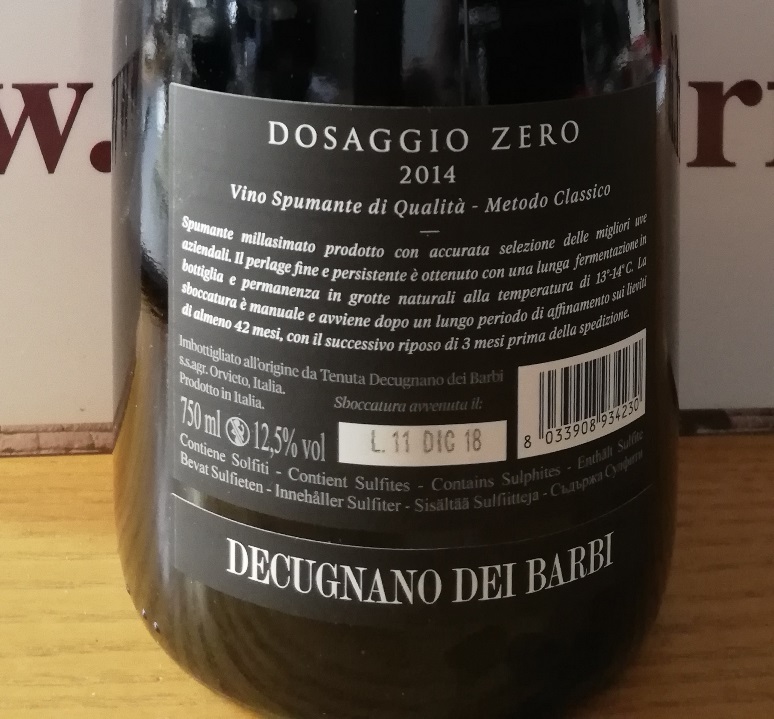 w.
DOSAGGIO ZERO
2014
Vino Spumante di Qualità - Metodo Classico
Spumante millasimato prodotto con accurata selezione delle migliori uve
aziendali. Il perlage fine e persistente è ottenuto con una lunga fermentazione in
bottiglia e permanenza in grotte naturali alla temperatura di 13°-14°C. La
sboccatura è manuale e avviene dopo un lungo periodo di affinamento sui lieviti
di almeno 42 mesi, con il successivo riposo di 3 mesi prima della spedizione.
Imbottigliato all'origine da Tenuta Decugnano dei Barbi
s.s.agr. Orvieto, Italia.
Prodotto in Italia.
Sboccatura avvenuta il:
750 ml 12,5% vol
L. 11 DIC 18
8 033908 934230
Contiene Solfiti - Contient Sulfites - Contains Sulphites - Enthält Sulfite
Bevat Sulfieten - Innehåller Sulfiter - Sisältää Sulfiitteja - Съдържа Сулфити
DECUGNANO DEI BARBI